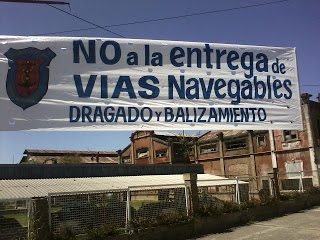 NO a la entrega de
VIAS Navegables
DRAGADO Y BALIZAMIENTO